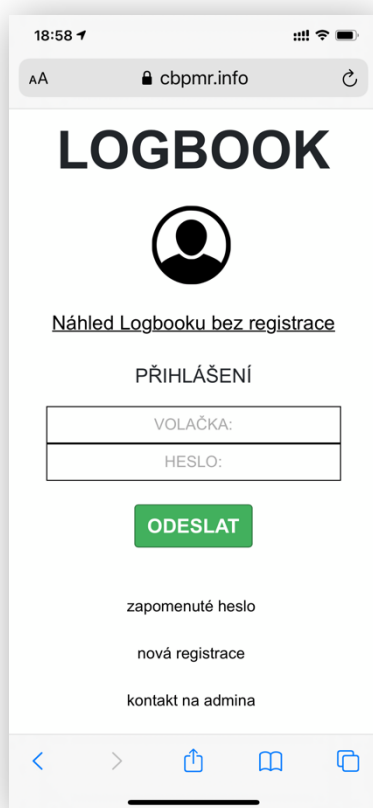 18:58
AA cbpmr.info
LOGBOOK
Náhled Logbooku bez registrace
PŘIHLÁŠENÍ
VOLAČKA:
HESLO:
ODESLAT
zapomenuté heslo
nová registrace
kontakt na admina